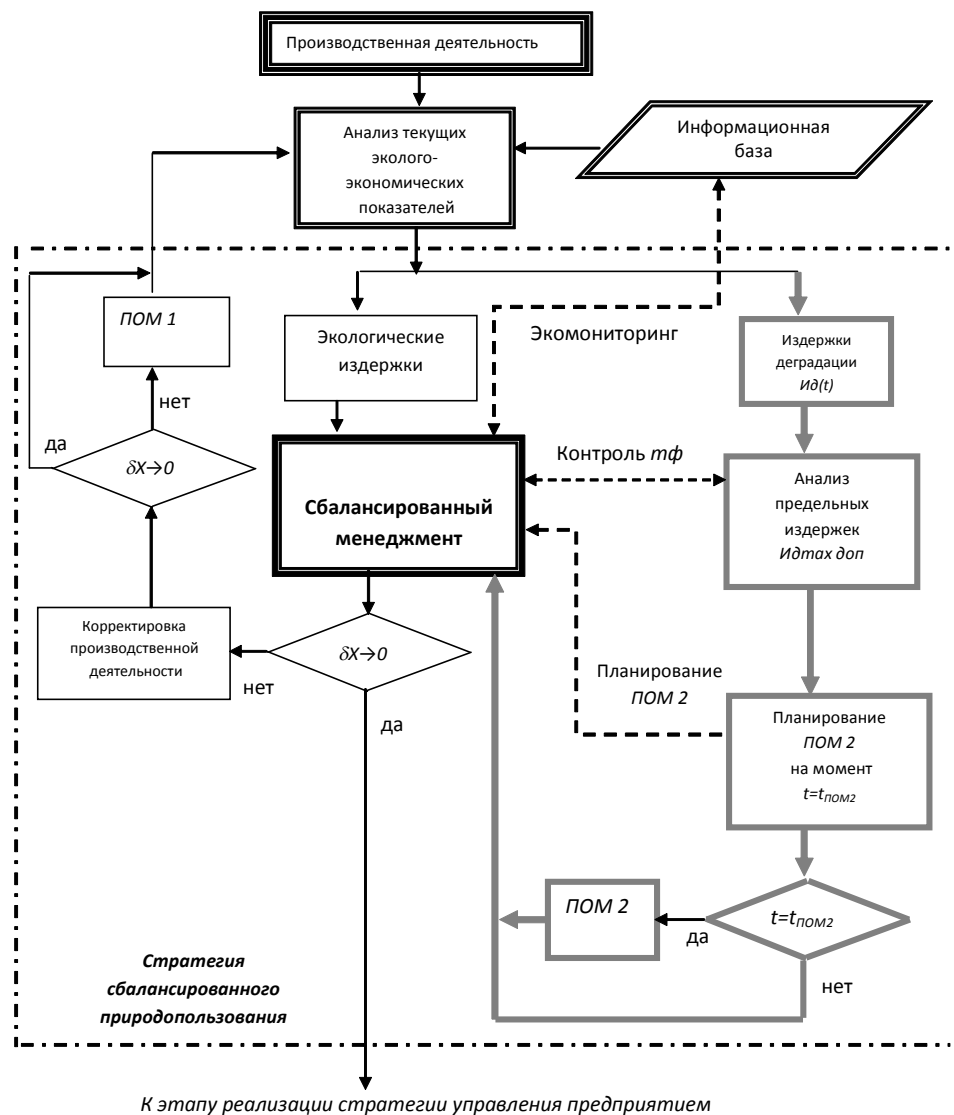 Производственная деятельность
Анализ текущих
эколого-
экономических
показателей
Информационная
база
ПОМ 1
Экологические
издержки
Экомониторинг
Издержки
деградации
Ид(t)
нет
да
δX→0
Контроль тф
Анализ
предельных
издержек
Идтах доп
Сбалансированный
менеджмент
Корректировка
производственной
деятельности
нет
δX→0
да
Планирование
ПОМ 2
Планирование
ПОМ 2
на момент
t=tПОМ2
ПОМ 2
да
t=tПОМ2
нет
Стратегия
сбалансированного
природопользования
К этапу реализации стратегии управления предприятием